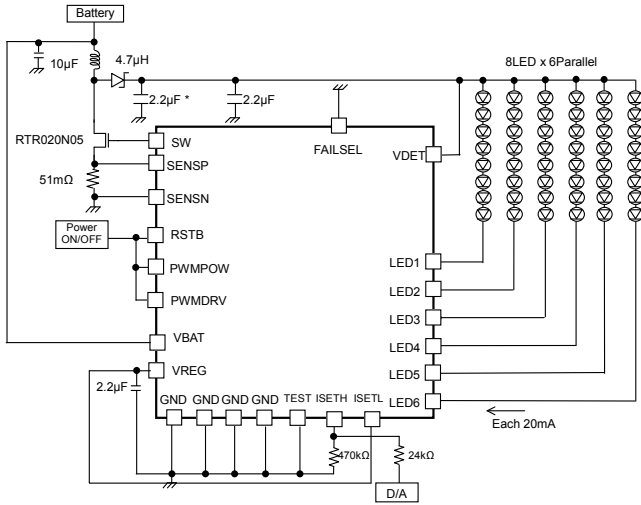 Battery
10µF
4.7µH
8LED x 6Parallel
2.2µF *
2.2µF
RTR020N05
SW
FAILSEL
VDET
SENSP
51mΩ
SENSN
Power
ON/OFF
RSTB
PWMPOW
PWMDRV
LED1
LED2
LED3
LED4
LED5
LED6
VBAT
VREG
2.2µF
GND GND GND GND TEST ISETH ISETL
Each 20mA
470kΩ
24kΩ
D/A